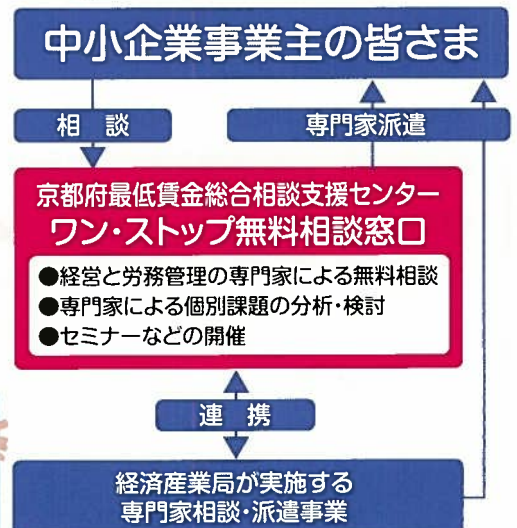 中小企業事業主の皆さま
相談
専門家派遣
京都府最低賃金総合相談支援センター
ワン・ストップ無料相談窓口
●経営と労務管理の専門家による無料相談
●専門家による個別課題の分析・検討
●セミナーなどの開催
連携
経済産業局が実施する
専門家相談・派遣事業